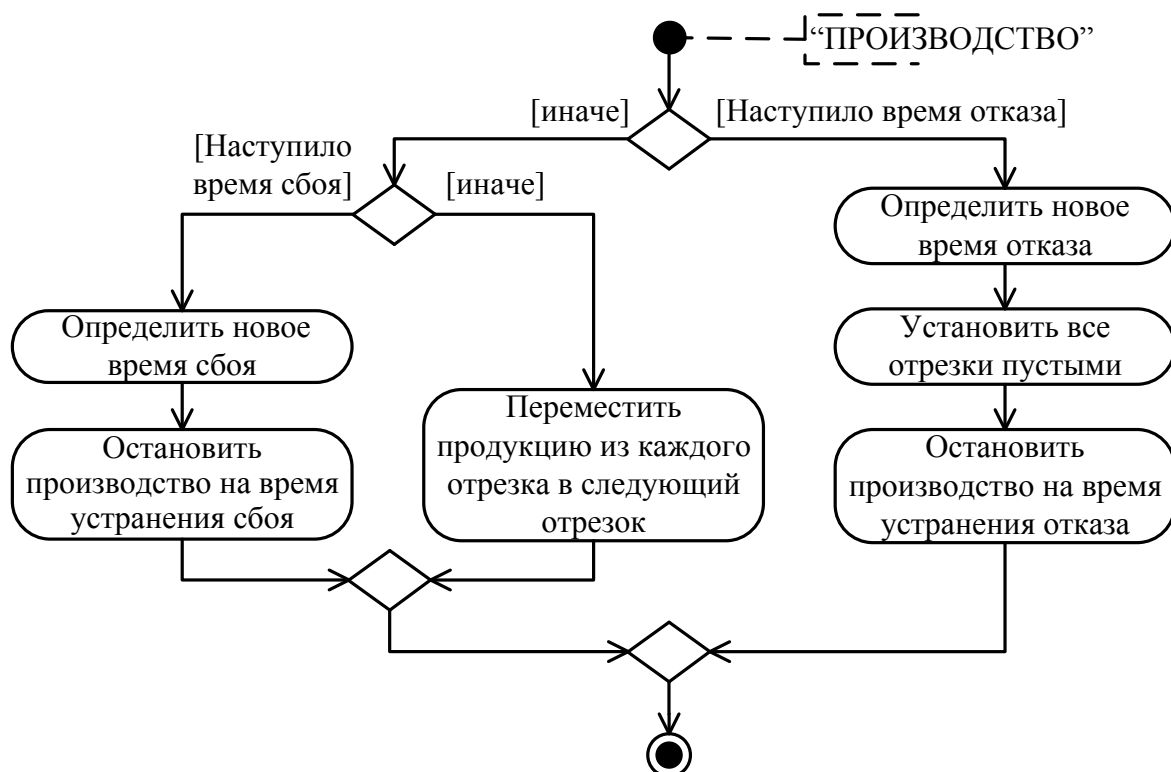 “ПРОИЗВОДСТВО”
[иначе]
[Наступило время отказа]
[Наступило
время сбоя]
[иначе]
Определить новое
время отказа
Определить новое
время сбоя
Установить все
отрезки пустыми
Остановить
производство на время
устранения сбоя
Переместить
продукцию из каждого
отрезка в следующий
отрезок
Остановить
производство на время
устранения отказа